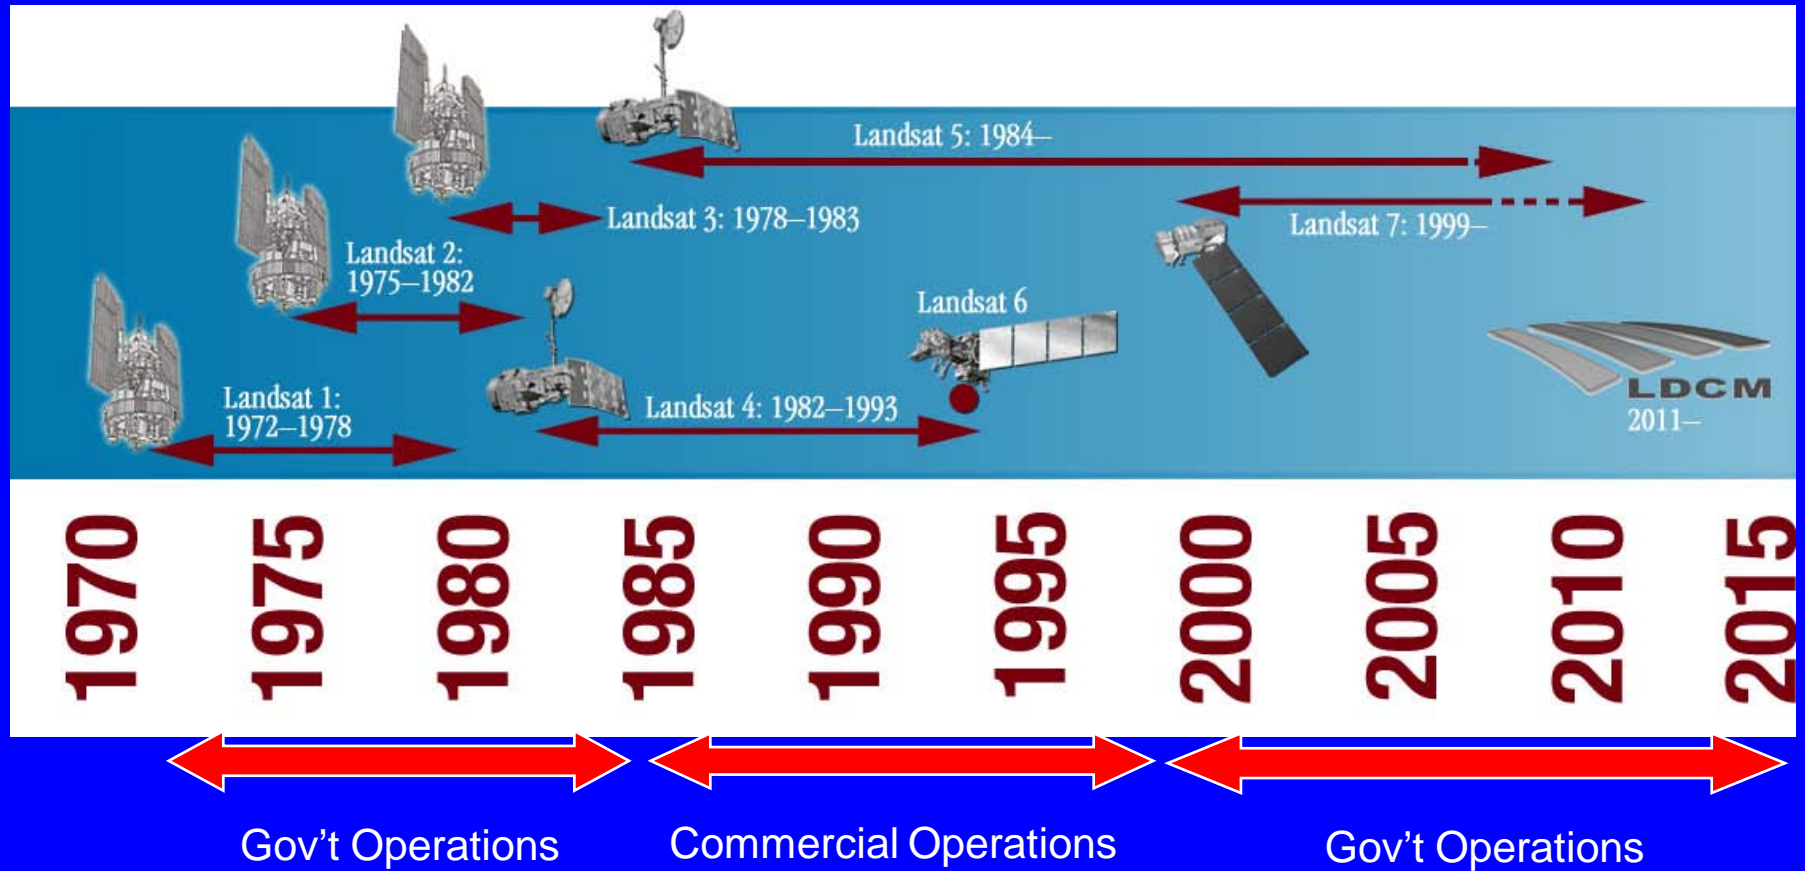 Landsat 5: 1984–
Landsat 3: 1978–1983
Landsat 7: 1999–
Landsat 2:
1975–1982
Landsat 6
Landsat 1:
1972–1978
Landsat 4: 1982–1993
LDCM
2011–
1970
1975
1980
1985
1990
1995
2000
2005
2010
2015
Gov’t Operations
Commercial Operations
Gov’t Operations